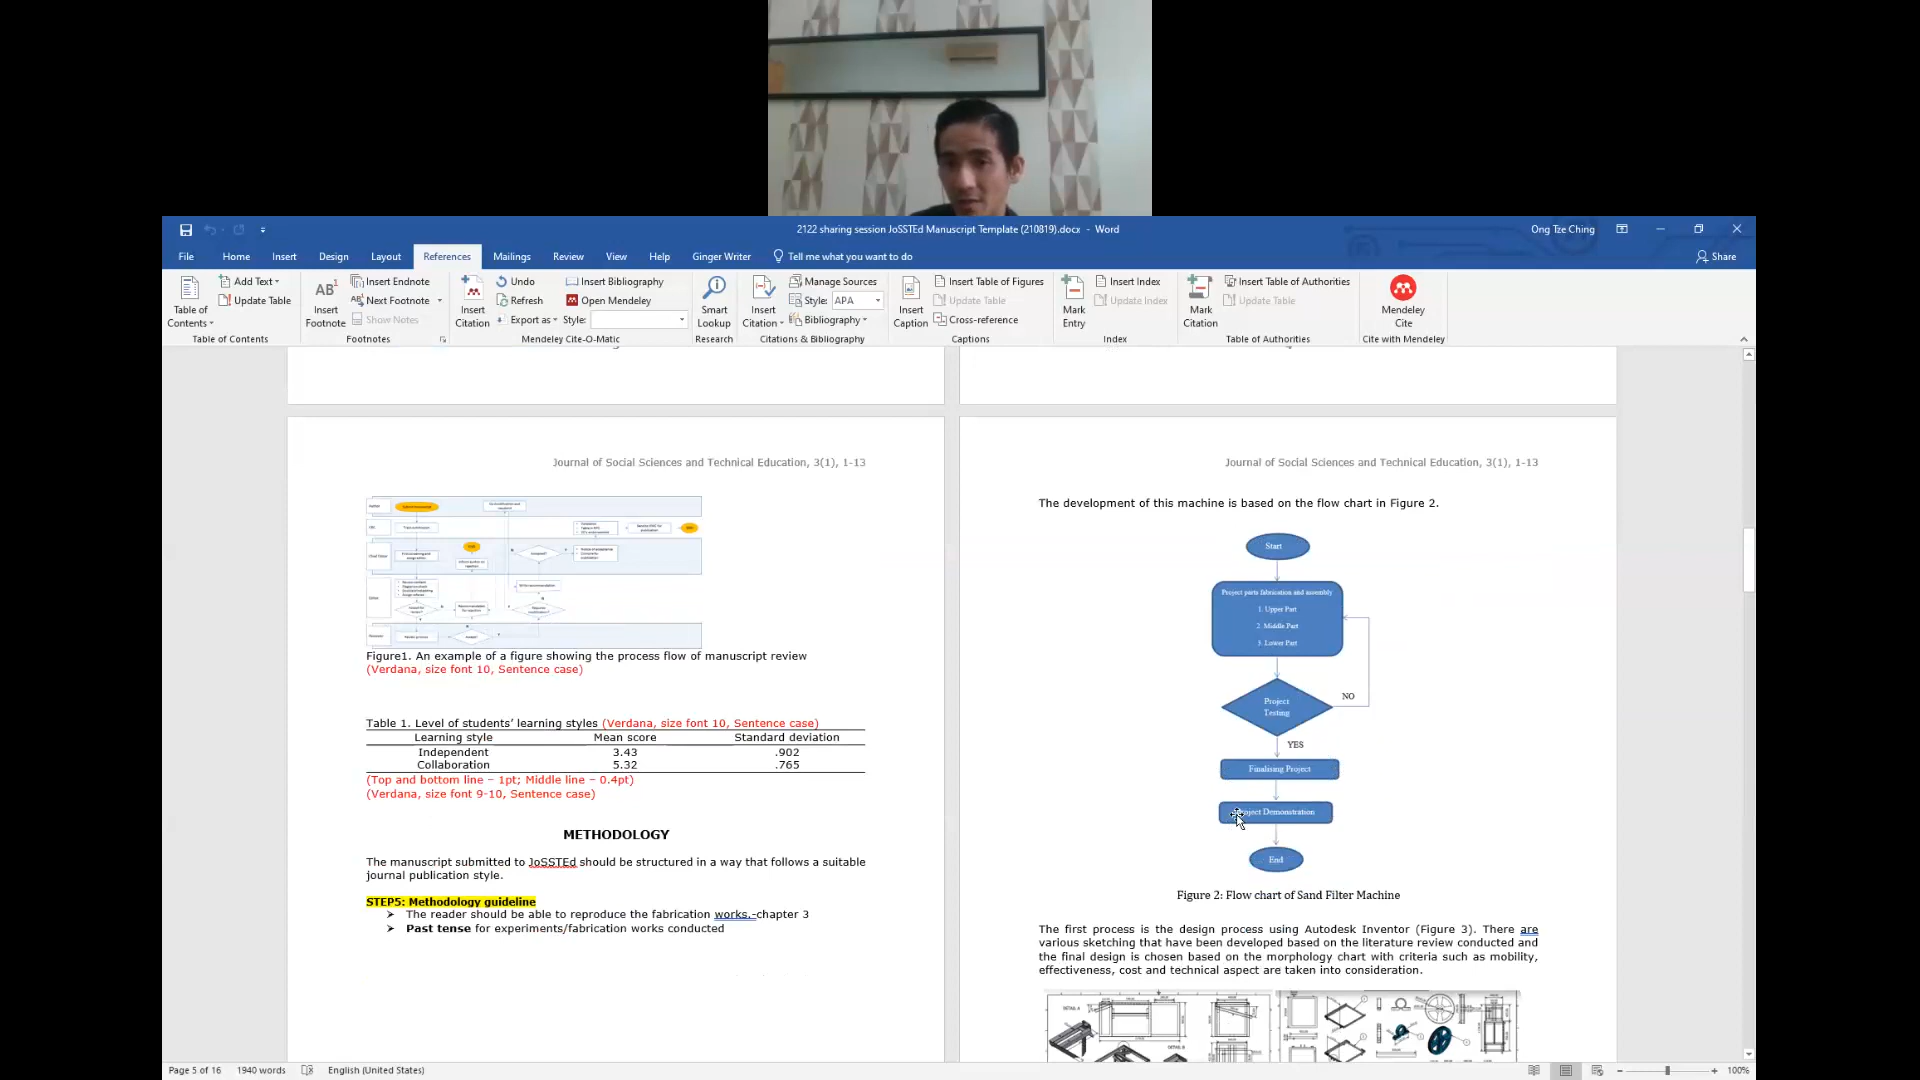 2122 sharing session JoSSTEd Manuscript Template (210819).docx - Word
Ong Tze Ching
File Home Insert Design Layout References Mailings Review View Help Ginger Writer Tell me what you want to do
Share
Table of Contents
Add Text
Update Table
Table of Contents
AB1
Insert Footnote
Insert Endnote
Next Footnote
Show Notes
Footnotes
Insert Citation
Undo
Refresh
Export as
Insert Bibliography
Open Mendeley
Style:
Mendeley Cite-O-Matic
Smart Lookup
Research
Insert Citation
Manage Sources
Style: APA
Bibliography
Citations & Bibliography
Insert Caption
Insert Table of Figures
Update Table
Cross-reference
Captions
Mark Entry
Insert Index
Update Index
Index
Mark Citation
Insert Table of Authorities
Update Table
Table of Authorities
Mendeley Cite
Cite with Mendeley
Journal of Social Sciences and Technical Education, 3(1), 1-13
Figure1. An example of a figure showing the process flow of manuscript review
(Verdana, size font 10, Sentence case)
Table 1. Level of students’ learning styles (Verdana, size font 10, Sentence case)
Learning style Mean score Standard deviation
Independent 3.43 .902
Collaboration 5.32 .765
(Top and bottom line – 1pt; Middle line – 0.4pt)
(Verdana, size font 9-10, Sentence case)
METHODOLOGY
The manuscript submitted to JoSSTEd should be structured in a way that follows a suitable
journal publication style.
STEP5: Methodology guideline
The reader should be able to reproduce the fabrication works.-chapter 3
Past tense for experiments/fabrication works conducted
Journal of Social Sciences and Technical Education, 3(1), 1-13
The development of this machine is based on the flow chart in Figure 2.
Start
Project parts fabrication and assembly
1. Upper Part
2. Middle Part
3. Lower Part
NO
Project
Testing
YES
Finalising Project
Project Demonstration
End
Figure 2: Flow chart of Sand Filter Machine
The first process is the design process using Autodesk Inventor (Figure 3). There are
various sketching that have been developed based on the literature review conducted and
the final design is chosen based on the morphology chart with criteria such as mobility,
effectiveness, cost and technical aspect are taken into consideration.
DETAIL A
DETAIL B
Page 5 of 16 1940 words English (United States) 100%